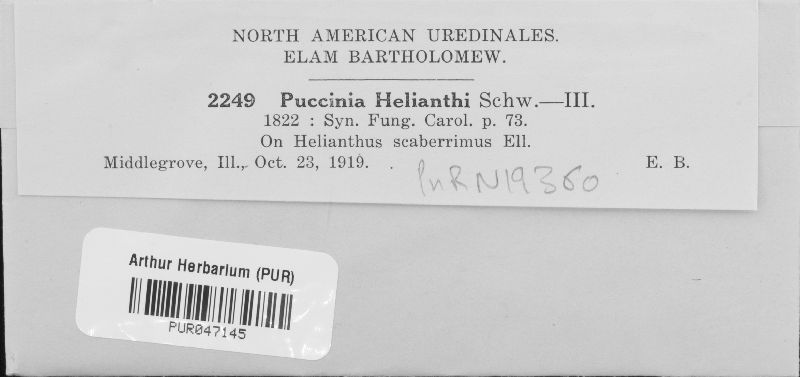 NORTH AMERICAN UREDINALES.
ELAM BARTHOLOMEW.
2249 Puccinia Helianthi Schw.—III.
1822 : Syn. Fung. Carol. p. 73.
On Helianthus scaberrimus Ell.
Middlegrove, Ill., Oct. 23, 1919. E. B.
PuRN19360
Arthur Herbarium (PUR)
PUR047145